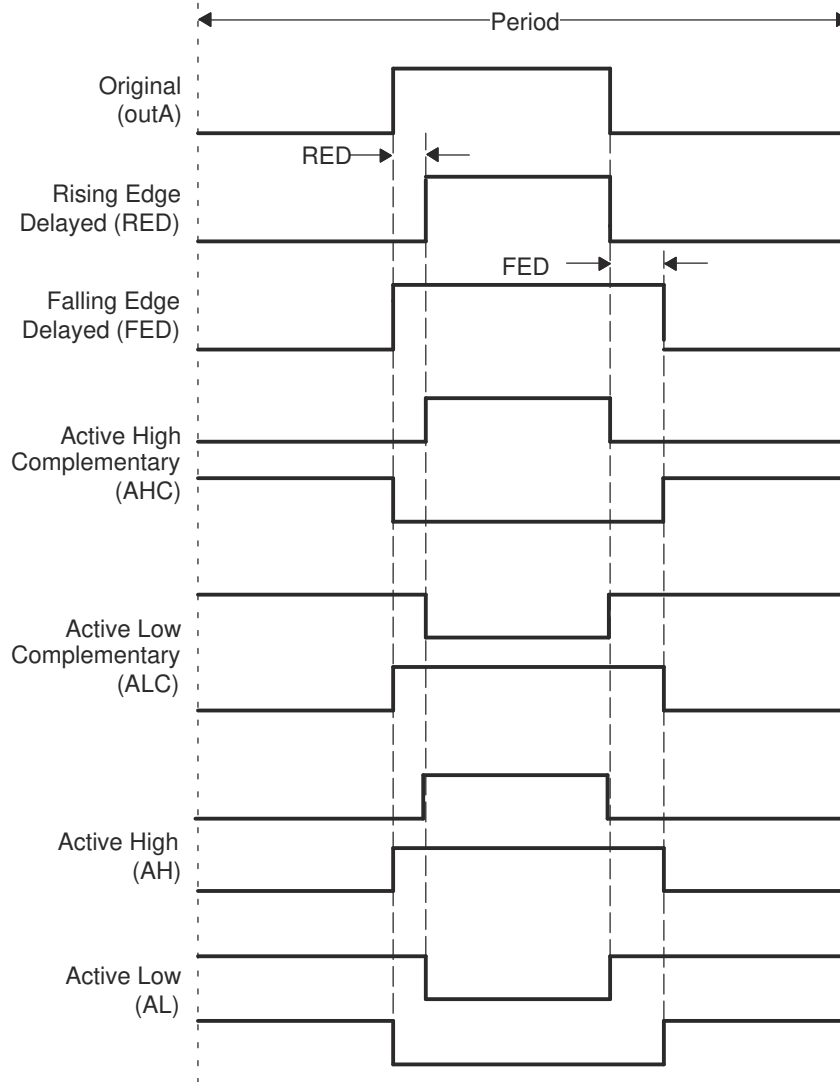 Period
Original
(outA)
RED
Rising Edge
Delayed (RED)
FED
Falling Edge
Delayed (FED)
Active High
Complementary
(AHC)
Active Low
Complementary
(ALC)
Active High
(AH)
Active Low
(AL)